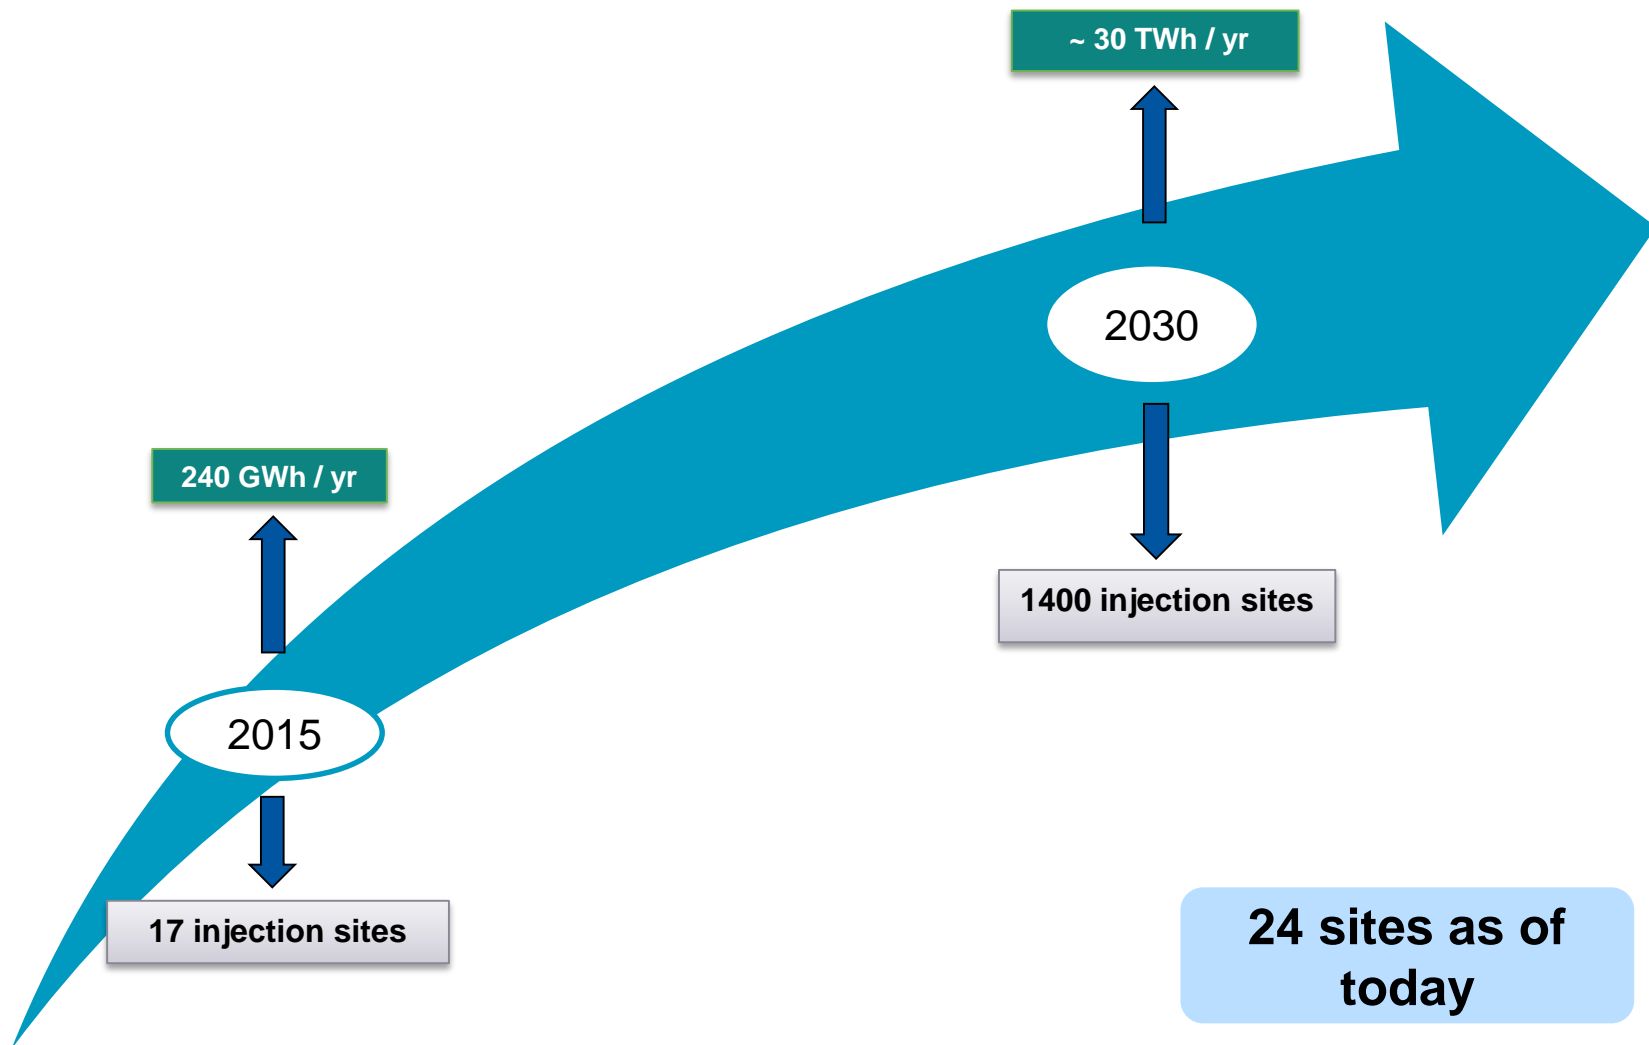 ~ 30 TWh / yr
2030
1400 injection sites
240 GWh / yr
2015
17 injection sites
24 sites as of
today